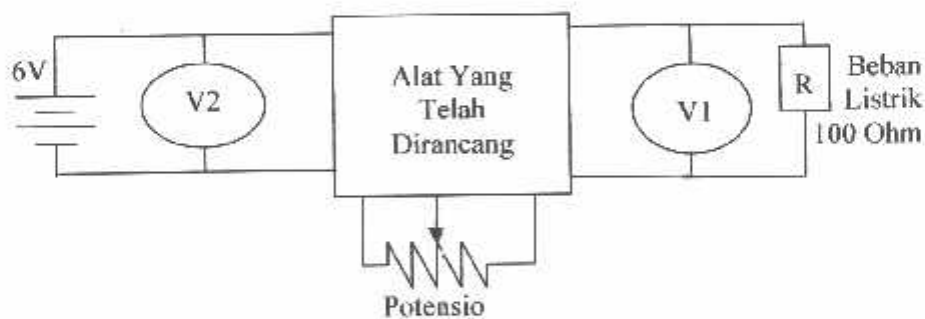 6V
V2
Alat Yang
Telah
Dirancang
V1
R
Beban
Listrik
100 Ohm
Potensio